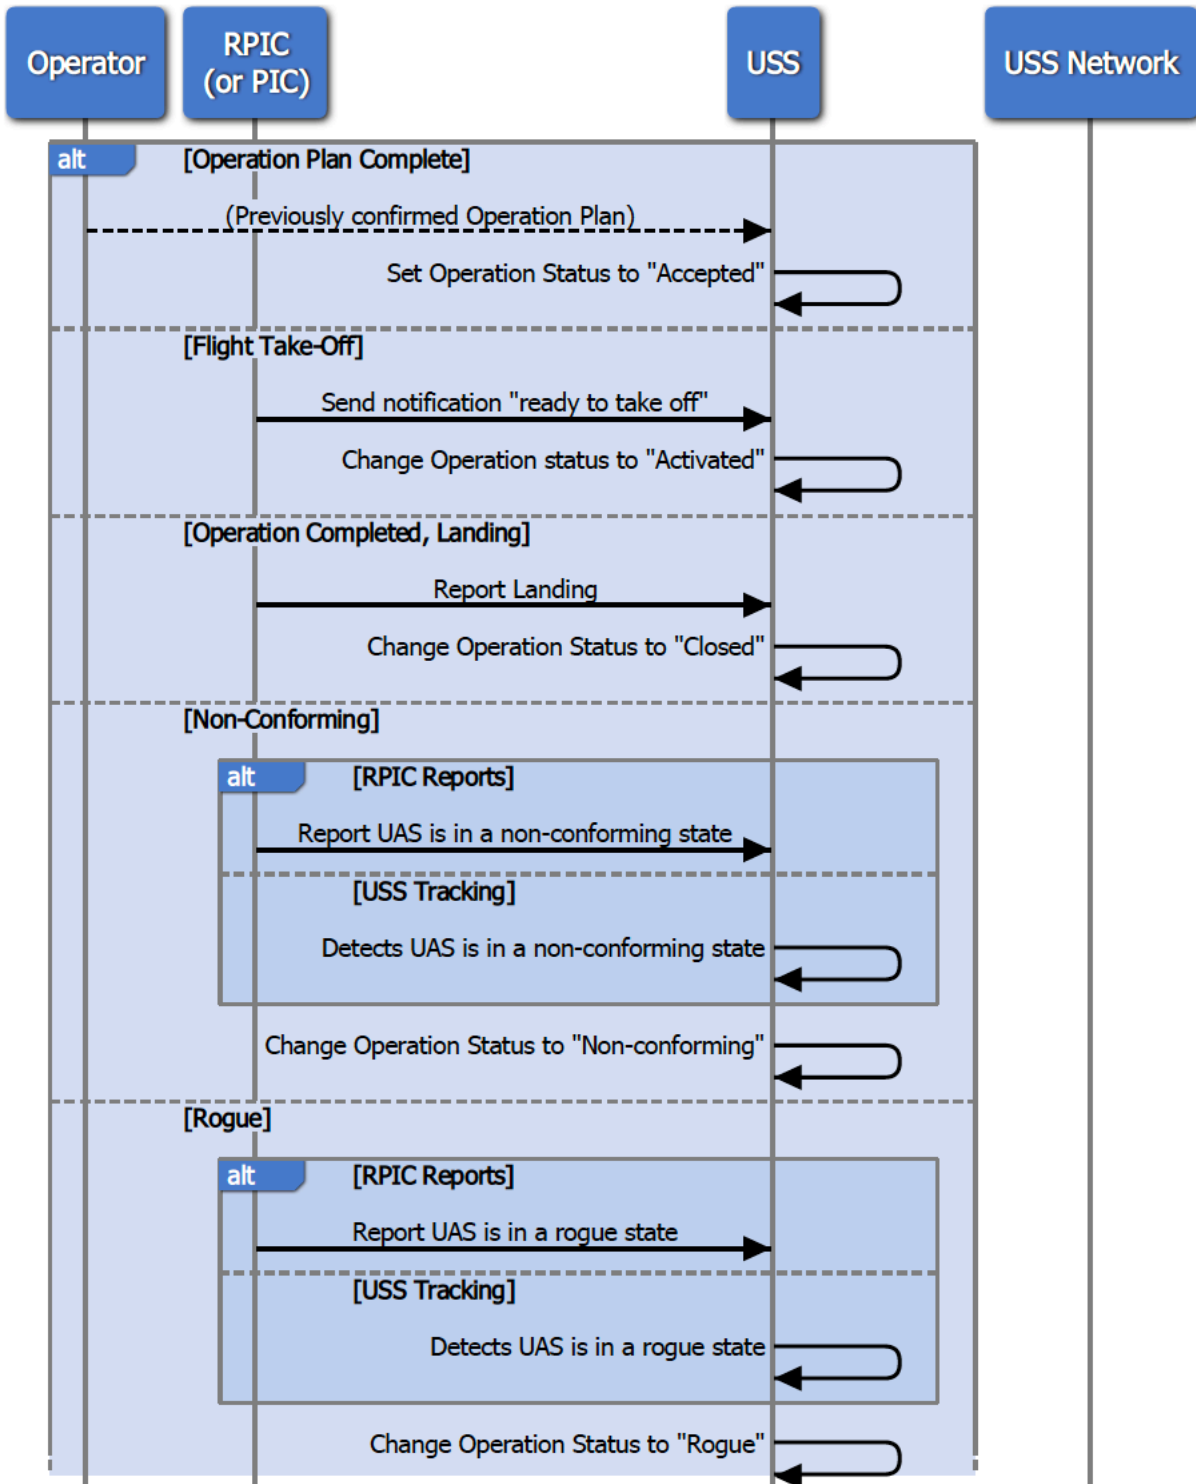 Operator
RPIC
(or PIC)
USS
USS Network
alt
[Operation Plan Complete]
(Previously confirmed Operation Plan)
Set Operation Status to "Accepted"
[Flight Take-Off]
Send notification "ready to take off"
Change Operation status to "Activated"
[Operation Completed, Landing]
Report Landing
Change Operation Status to "Closed"
[Non-Conforming]
alt
[RPIC Reports]
Report UAS is in a non-conforming state
[USS Tracking]
Detects UAS is in a non-conforming state
Change Operation Status to "Non-conforming"
[Rogue]
alt
[RPIC Reports]
Report UAS is in a rogue state
[USS Tracking]
Detects UAS is in a rogue state
Change Operation Status to "Rogue"